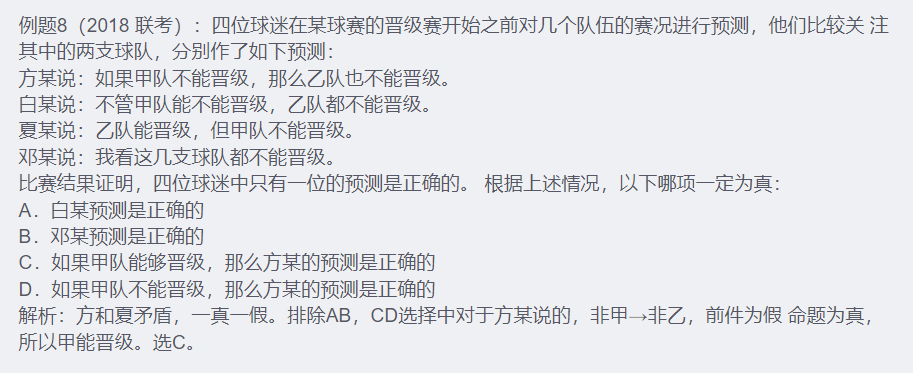 例题8（2018 联考）：四位球迷在某球赛的晋级赛开始之前对几个队伍的赛况进行预测，他们比较关 注
其中的两支球队，分别作了如下预测：
方某说：如果甲队不能晋级，那么乙队也不能晋级。
白某说：不管甲队能不能晋级，乙队都不能晋级。
夏某说：乙队能晋级，但甲队不能晋级。
邓某说：我看这几支球队都不能晋级。
比赛结果证明，四位球迷中只有一位的预测是正确的。 根据上述情况，以下哪项一定为真：
A．白某预测是正确的
B．邓某预测是正确的
C．如果甲队能够晋级，那么方某的预测是正确的
D．如果甲队不能晋级，那么方某的预测是正确的
解析：方和夏矛盾，一真一假。排除AB，CD选择中对于方某说的，非甲→非乙，前件为假 命题为真，
所以甲能晋级。选C。